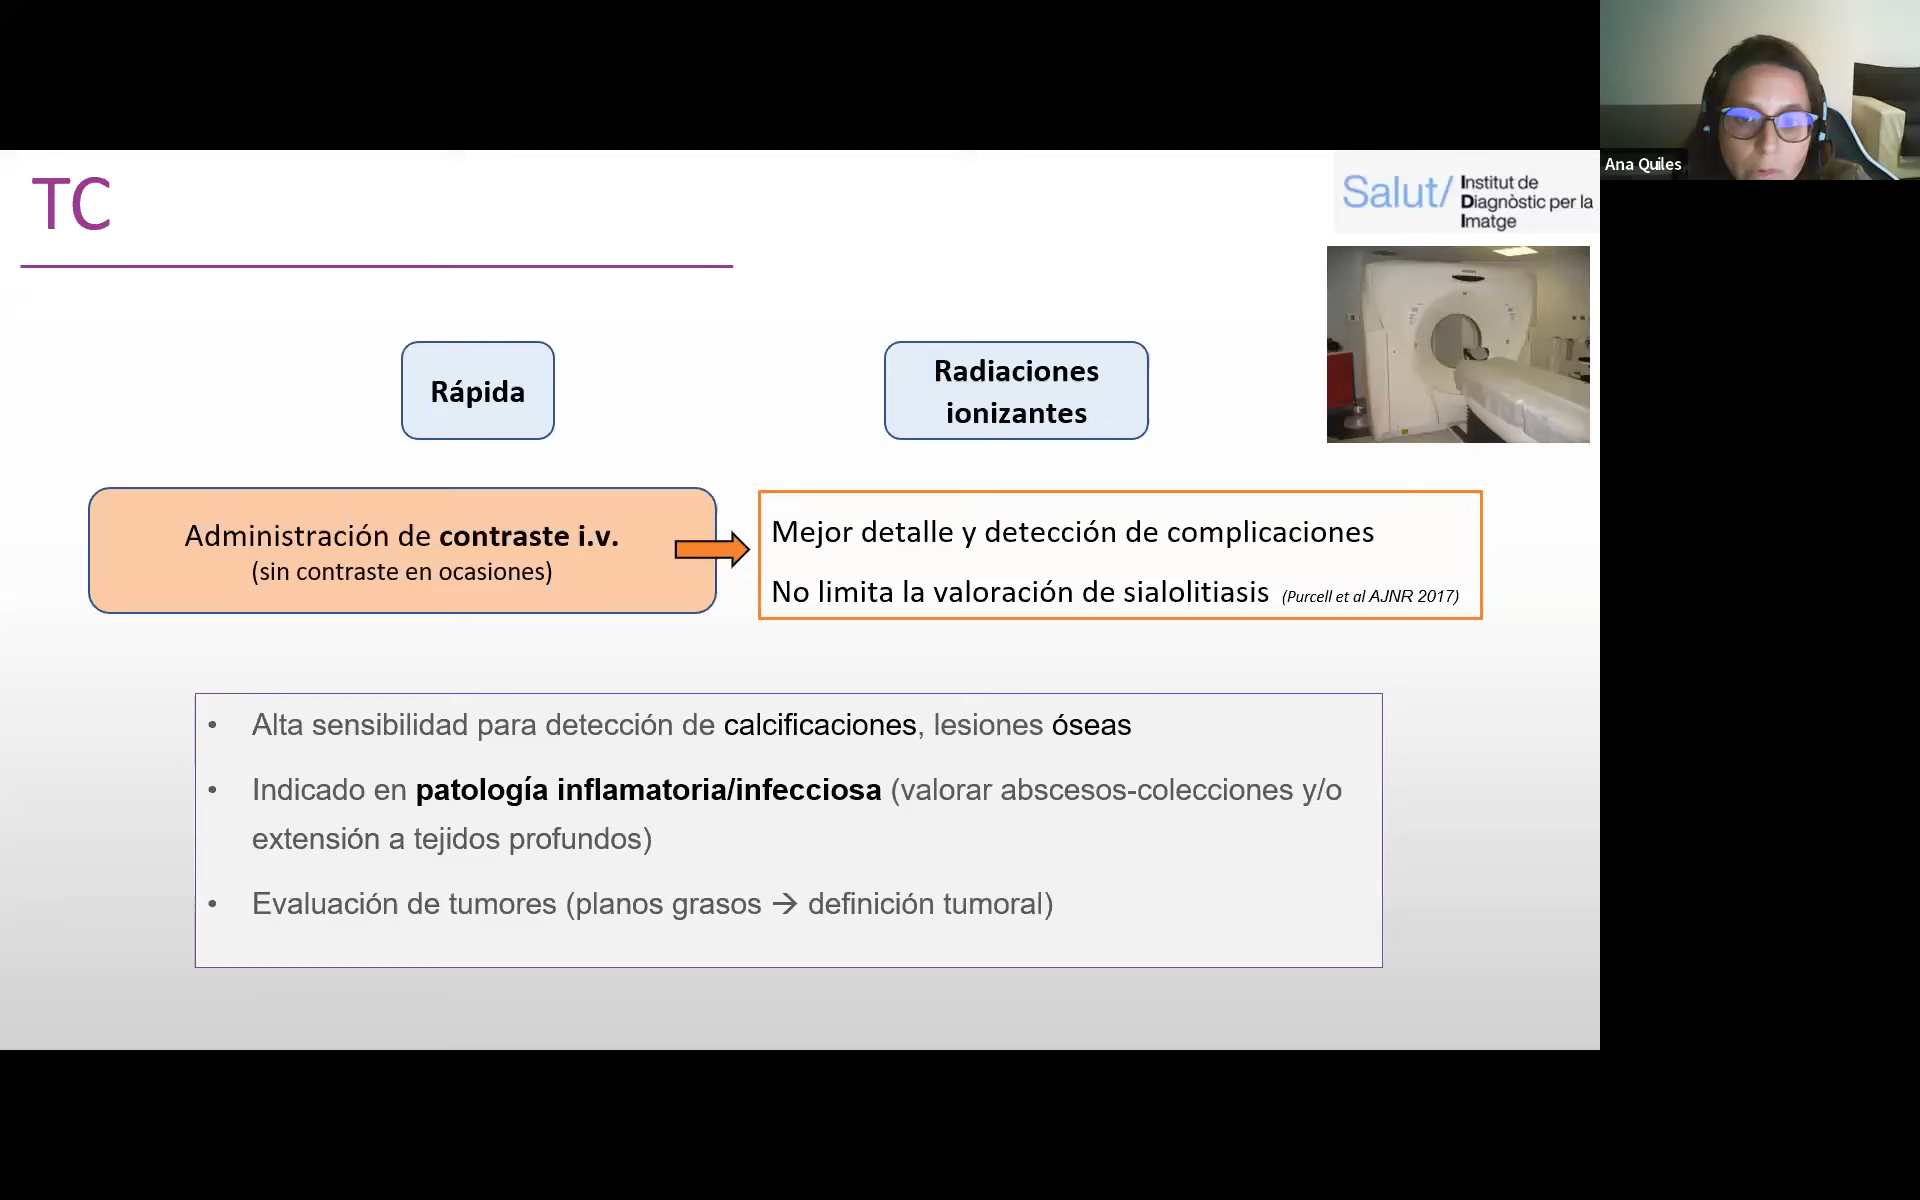 TC
Salut/ Institut de
Diagnòstic per la
Imatge
Ana Quiles
Rápida
Radiaciones
ionizantes
Administración de contraste i.v.
(sin contraste en ocasiones)
Mejor detalle y detección de complicaciones
No limita la valoración de sialolitiasis (Purcell et al AJNR 2017)
• Alta sensibilidad para detección de calcificaciones, lesiones óseas
• Indicado en patología inflamatoria/infecciosa (valorar abscesos-colecciones y/o
extensión a tejidos profundos)
• Evaluación de tumores (planos grasos → definición tumoral)